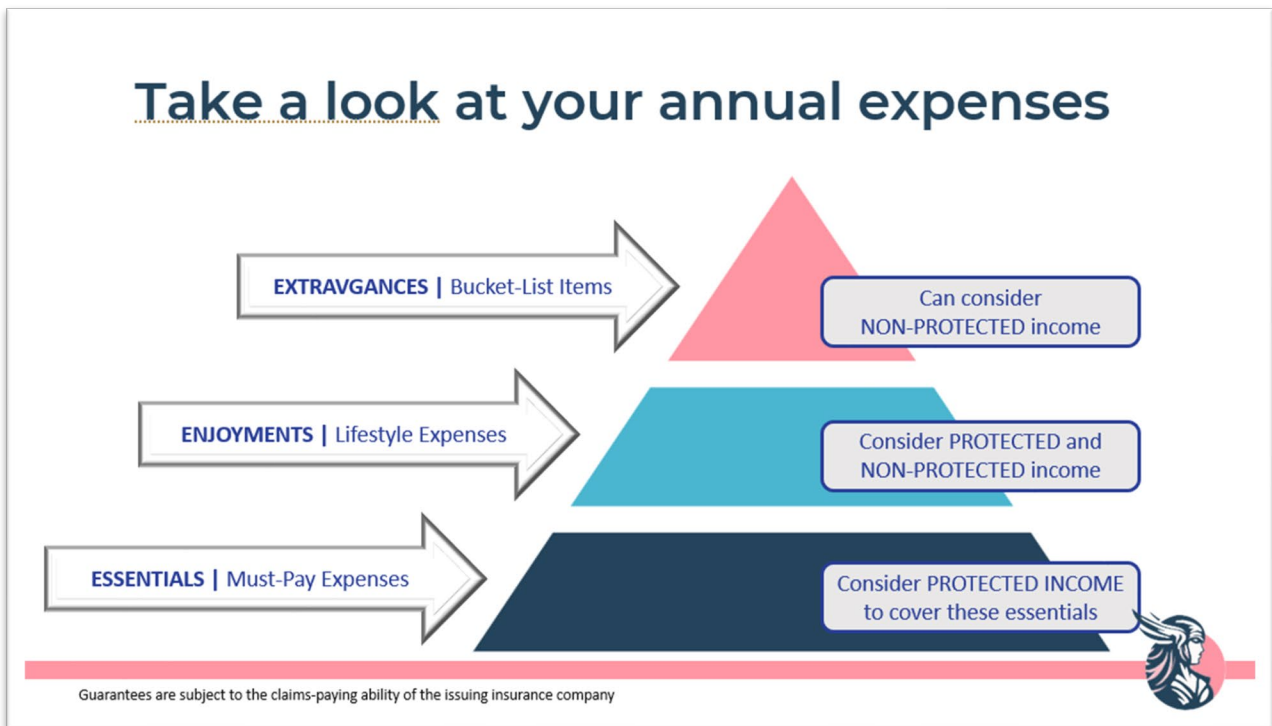 Take a look at your annual expenses
EXTRAVGANCES | Bucket-List Items
Can consider
NON-PROTECTED income
ENJOYMENTS | Lifestyle Expenses
Consider PROTECTED and
NON-PROTECTED income
ESSENTIALS | Must-Pay Expenses
Consider PROTECTED INCOME
to cover these essentials
Guarantees are subject to the claims-paying ability of the issuing insurance company